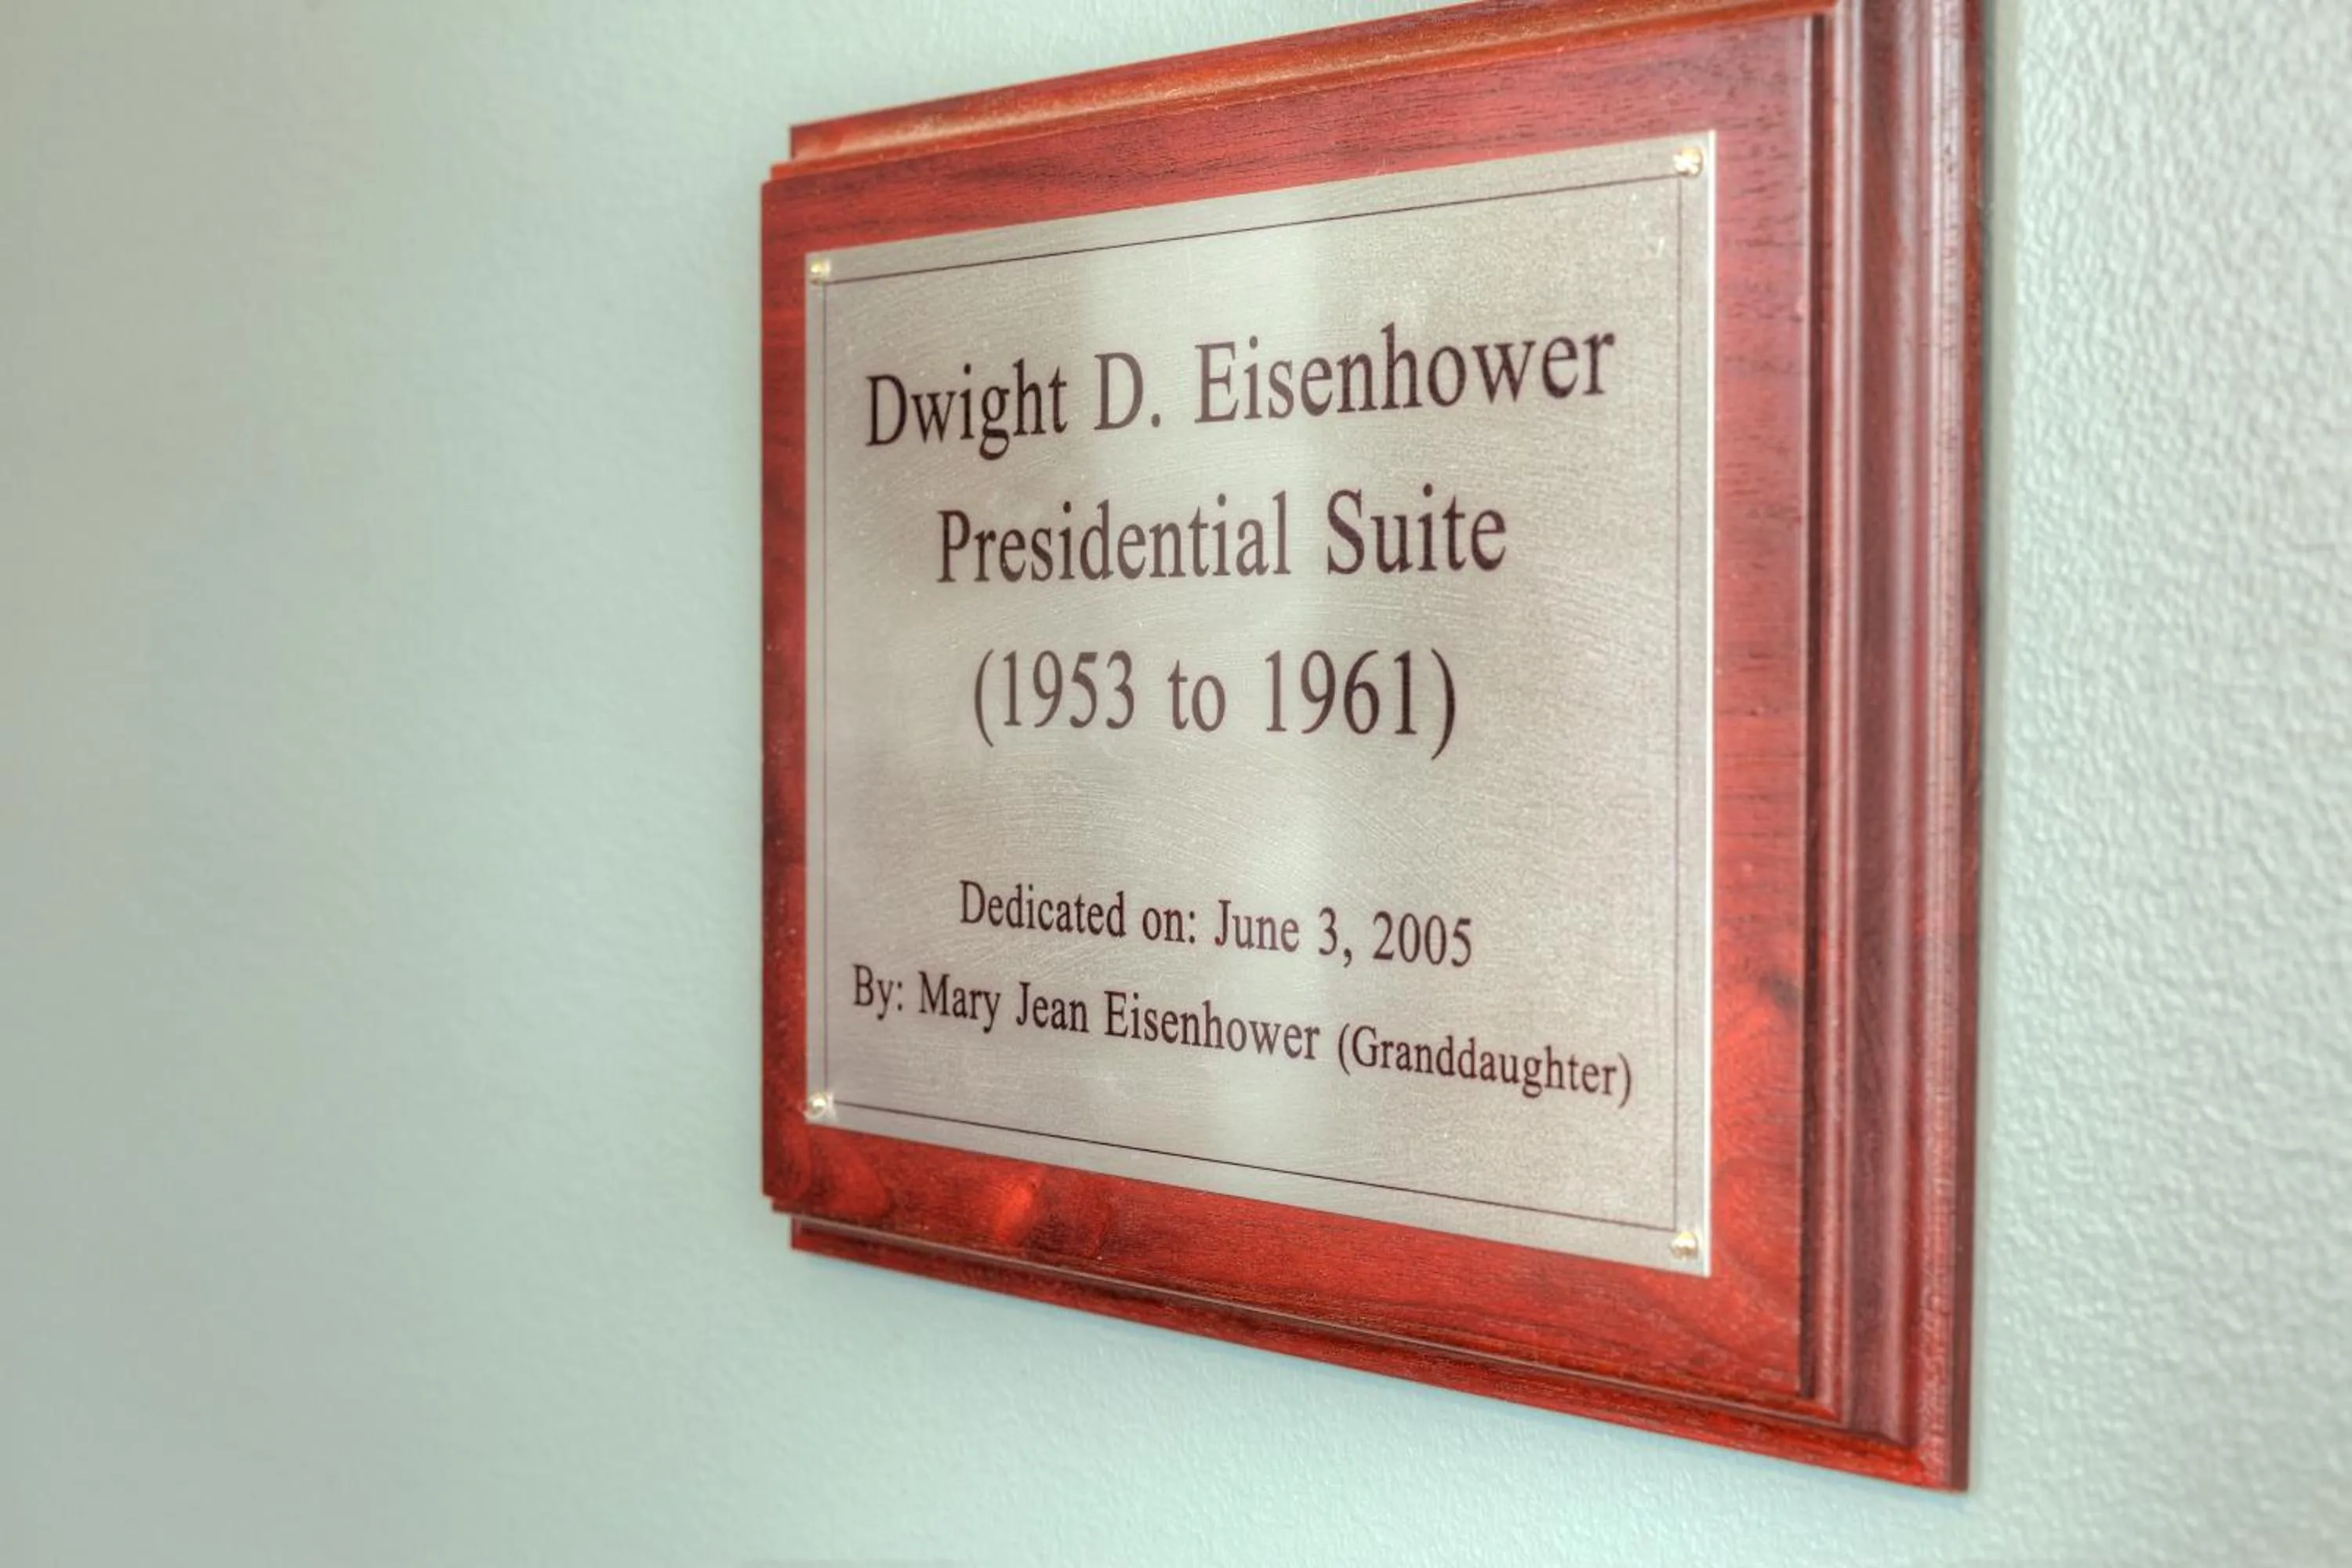 Dwight D. Eisenhower
Presidential Suite
(1953 to 1961)
Dedicated on: June 3, 2005
By: Mary Jean Eisenhower (Granddaughter)